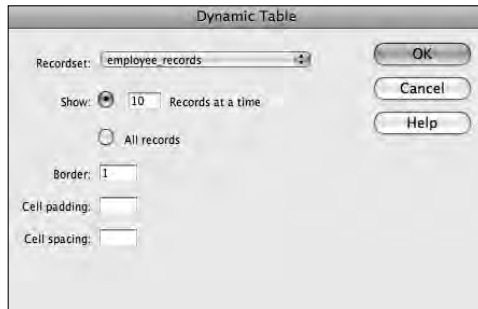 Dynamic Table
Recordset: employee_records
Show: 10 Records at a time
All records
Border: 1
Cell padding:
Cell spacing:
OK
Cancel
Help